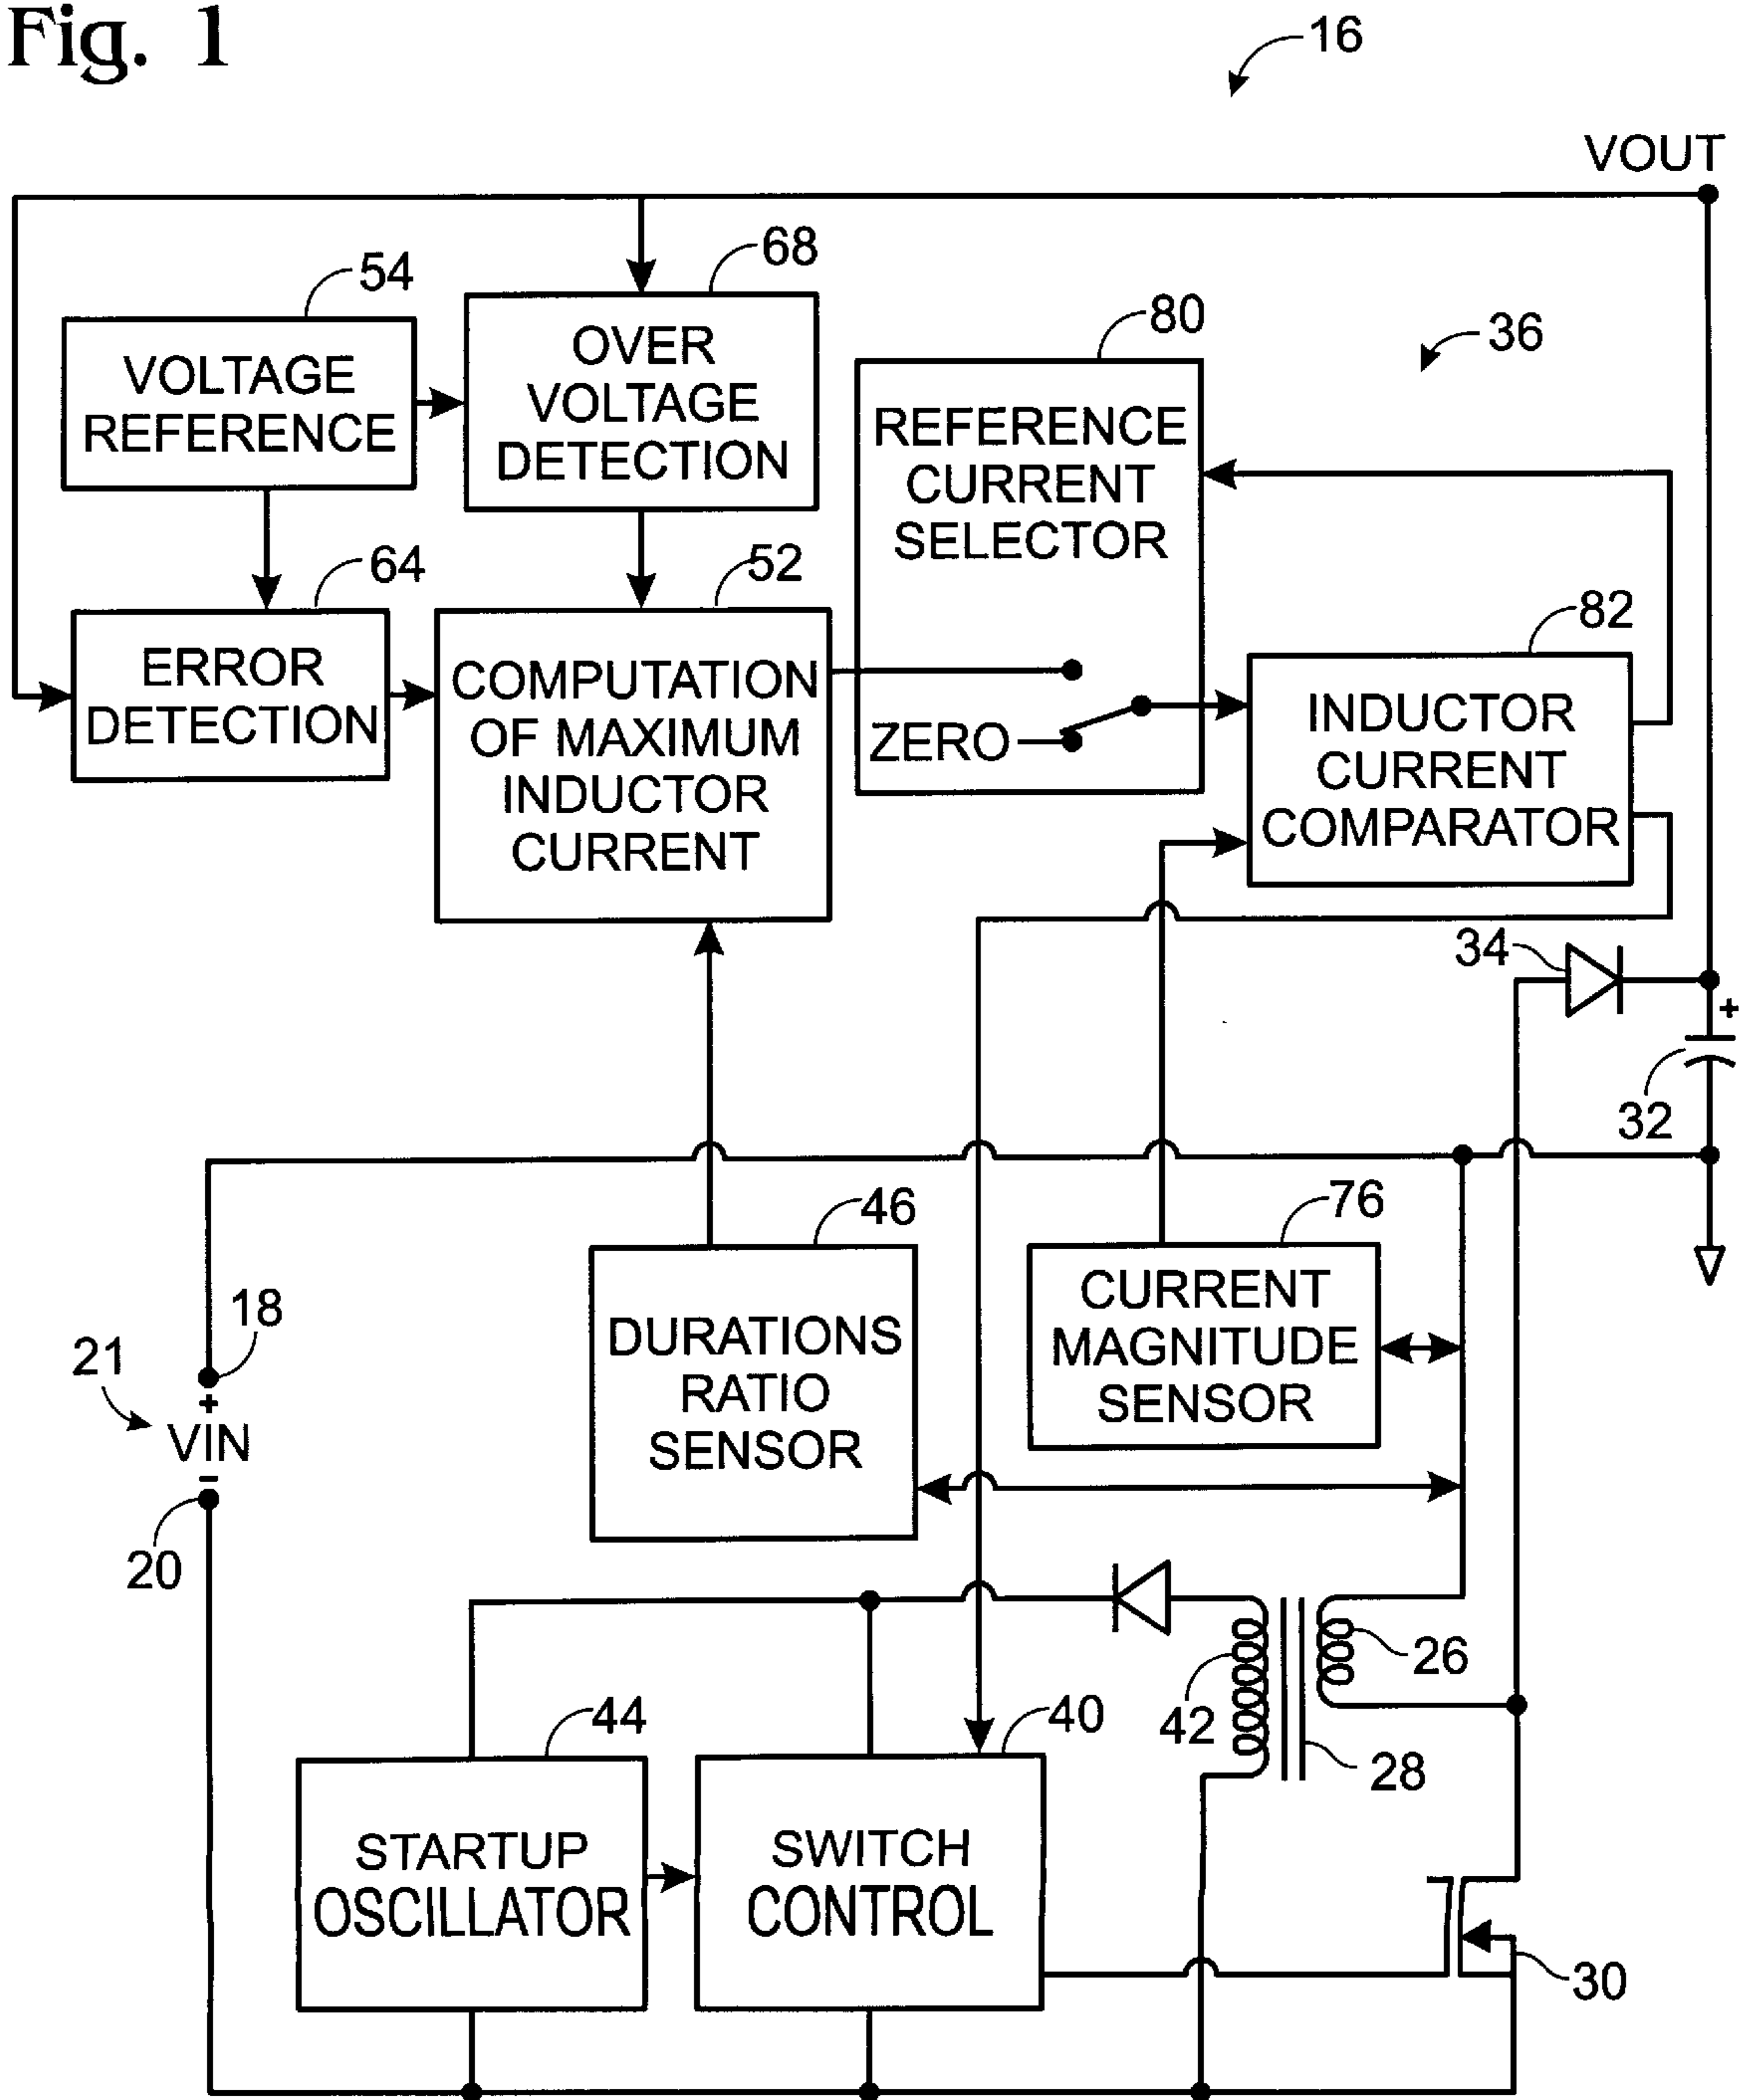 Fig. 1
16
VOUT
68
54
80
36
OVER
VOLTAGE
DETECTION
VOLTAGE
REFERENCE
REFERENCE
CURRENT
SELECTOR
64
52
82
ERROR
DETECTION
COMPUTATION
OF MAXIMUM
INDUCTOR
CURRENT
ZERO
INDUCTOR
CURRENT
COMPARATOR
34
+
32
46
76
DURATIONS
RATIO
SENSOR
CURRENT
MAGNITUDE
SENSOR
18
21
+
VIN
-
20
26
42
28
44
40
STARTUP
OSCILLATOR
SWITCH
CONTROL
30